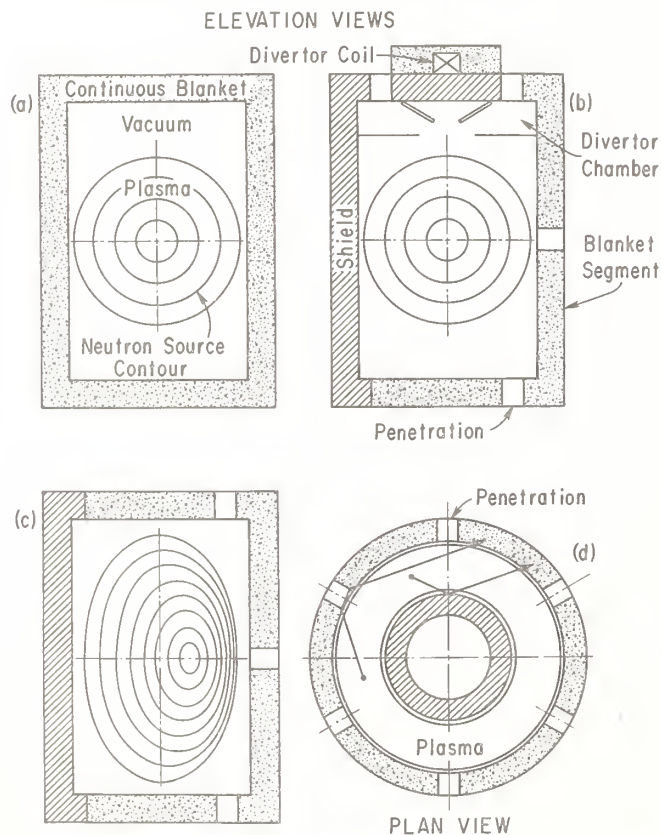 ELEVATION VIEWS
Divertor Coil
(a)
Continuous Blanket
Vacuum
Plasma
Neutron Source
Contour
(b)
Divertor
Chamber
Shield
Blanket
Segment
Penetration
(c)
Penetration
(d)
Plasma
PLAN VIEW